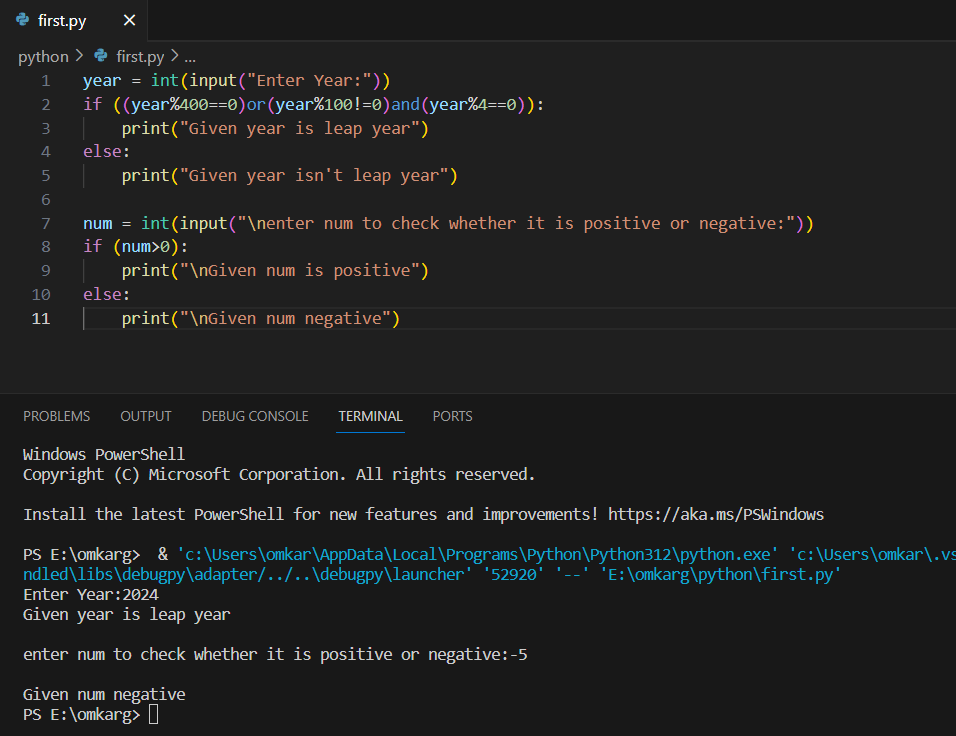 first.py
python > first.py > ...
1 year = int(input("Enter Year:"))
2 if ((year%400==0)or(year%100!=0)and(year%4==0)):
3     print("Given year is leap year")
4 else:
5     print("Given year isn't leap year")
6
7 num = int(input("\nenter num to check whether it is positive or negative:"))
8 if (num>0):
9     print("\nGiven num is positive")
10 else:
11     print("\nGiven num negative")
PROBLEMS OUTPUT DEBUG CONSOLE TERMINAL PORTS
Windows PowerShell
Copyright (C) Microsoft Corporation. All rights reserved.
Install the latest PowerShell for new features and improvements! https://aka.ms/PSWindows
PS E:\omkarg>  & 'c:\Users\omkar\AppData\Local\Programs\Python\Python312\python.exe' 'c:\Users\omkar\.vs
ndled\libs\debugpy\adapter/../..\debugpy\launcher' '52920' '--' 'E:\omkarg\python\first.py'
Enter Year:2024
Given year is leap year
enter num to check whether it is positive or negative:-5
Given num negative
PS E:\omkarg>